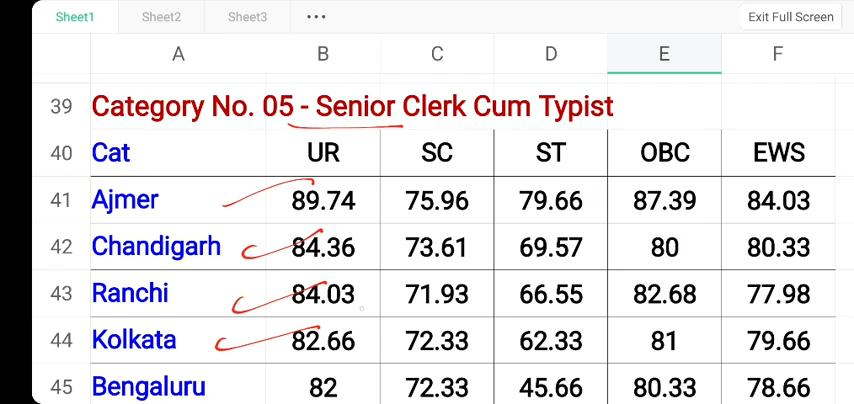 Sheet1 Sheet2 Sheet3 ••• Exit Full Screen
A B C D E F
39 Category No. 05 - Senior Clerk Cum Typist
40 Cat UR SC ST OBC EWS
41 Ajmer 89.74 75.96 79.66 87.39 84.03
42 Chandigarh 84.36 73.61 69.57 80 80.33
43 Ranchi 84.03 71.93 66.55 82.68 77.98
44 Kolkata 82.66 72.33 62.33 81 79.66
45 Bengaluru 82 72.33 45.66 80.33 78.66